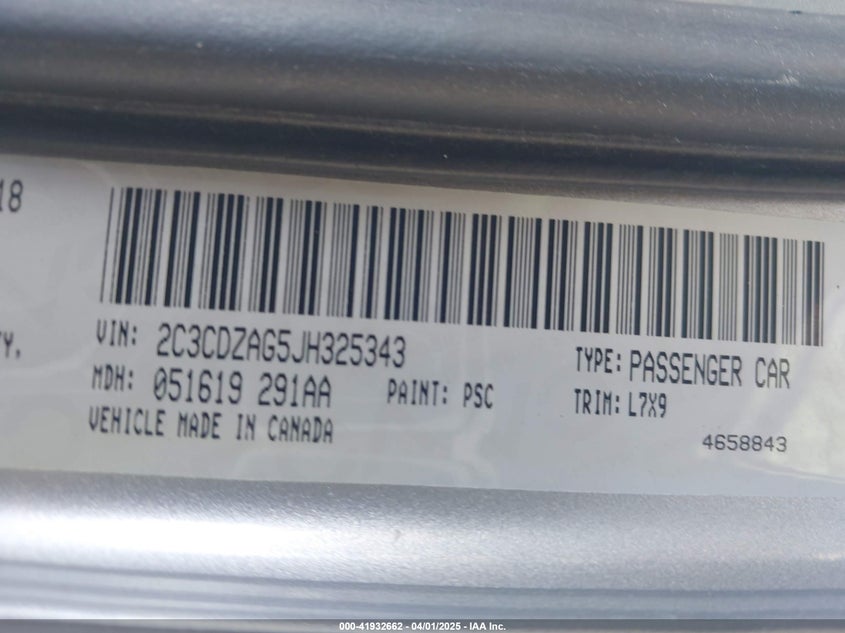 18
TY.
VIN: 2C3CDZAG5JH325343
TYPE: PASSENGER CAR
MDH: 051619 291AA
PAINT: PSC
TRIM: L7X9
VEHICLE MADE IN CANADA
4658843
000-41932662 - 04/01/2025 - IAA Inc.